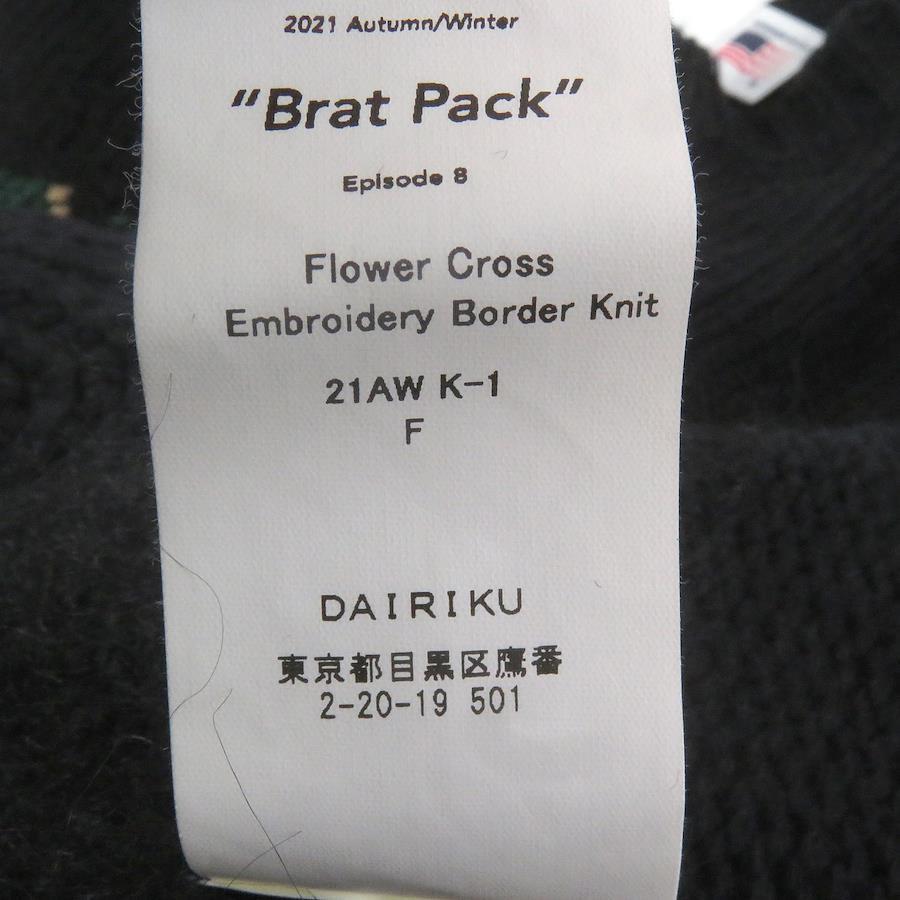 2021 Autumn/Winter
“Brat Pack”
Episode 8
Flower Cross
Embroidery Border Knit
21AW K-1
F
DAIRIKU
東京都目黒区鷹番
2-20-19 501